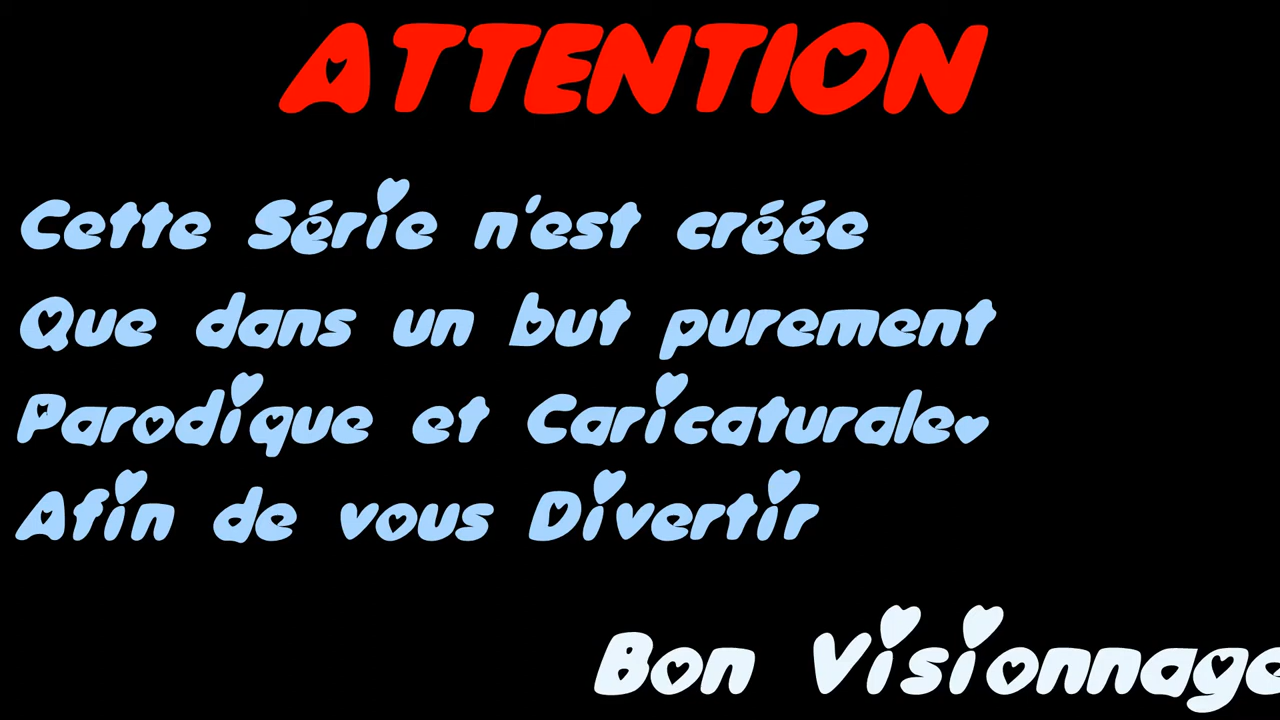 ATTENTION
Cette Série n'est créée
Que dans un but purement
Parodique et Caricaturale♥
Afin de vous Divertir
Bon Visionnage